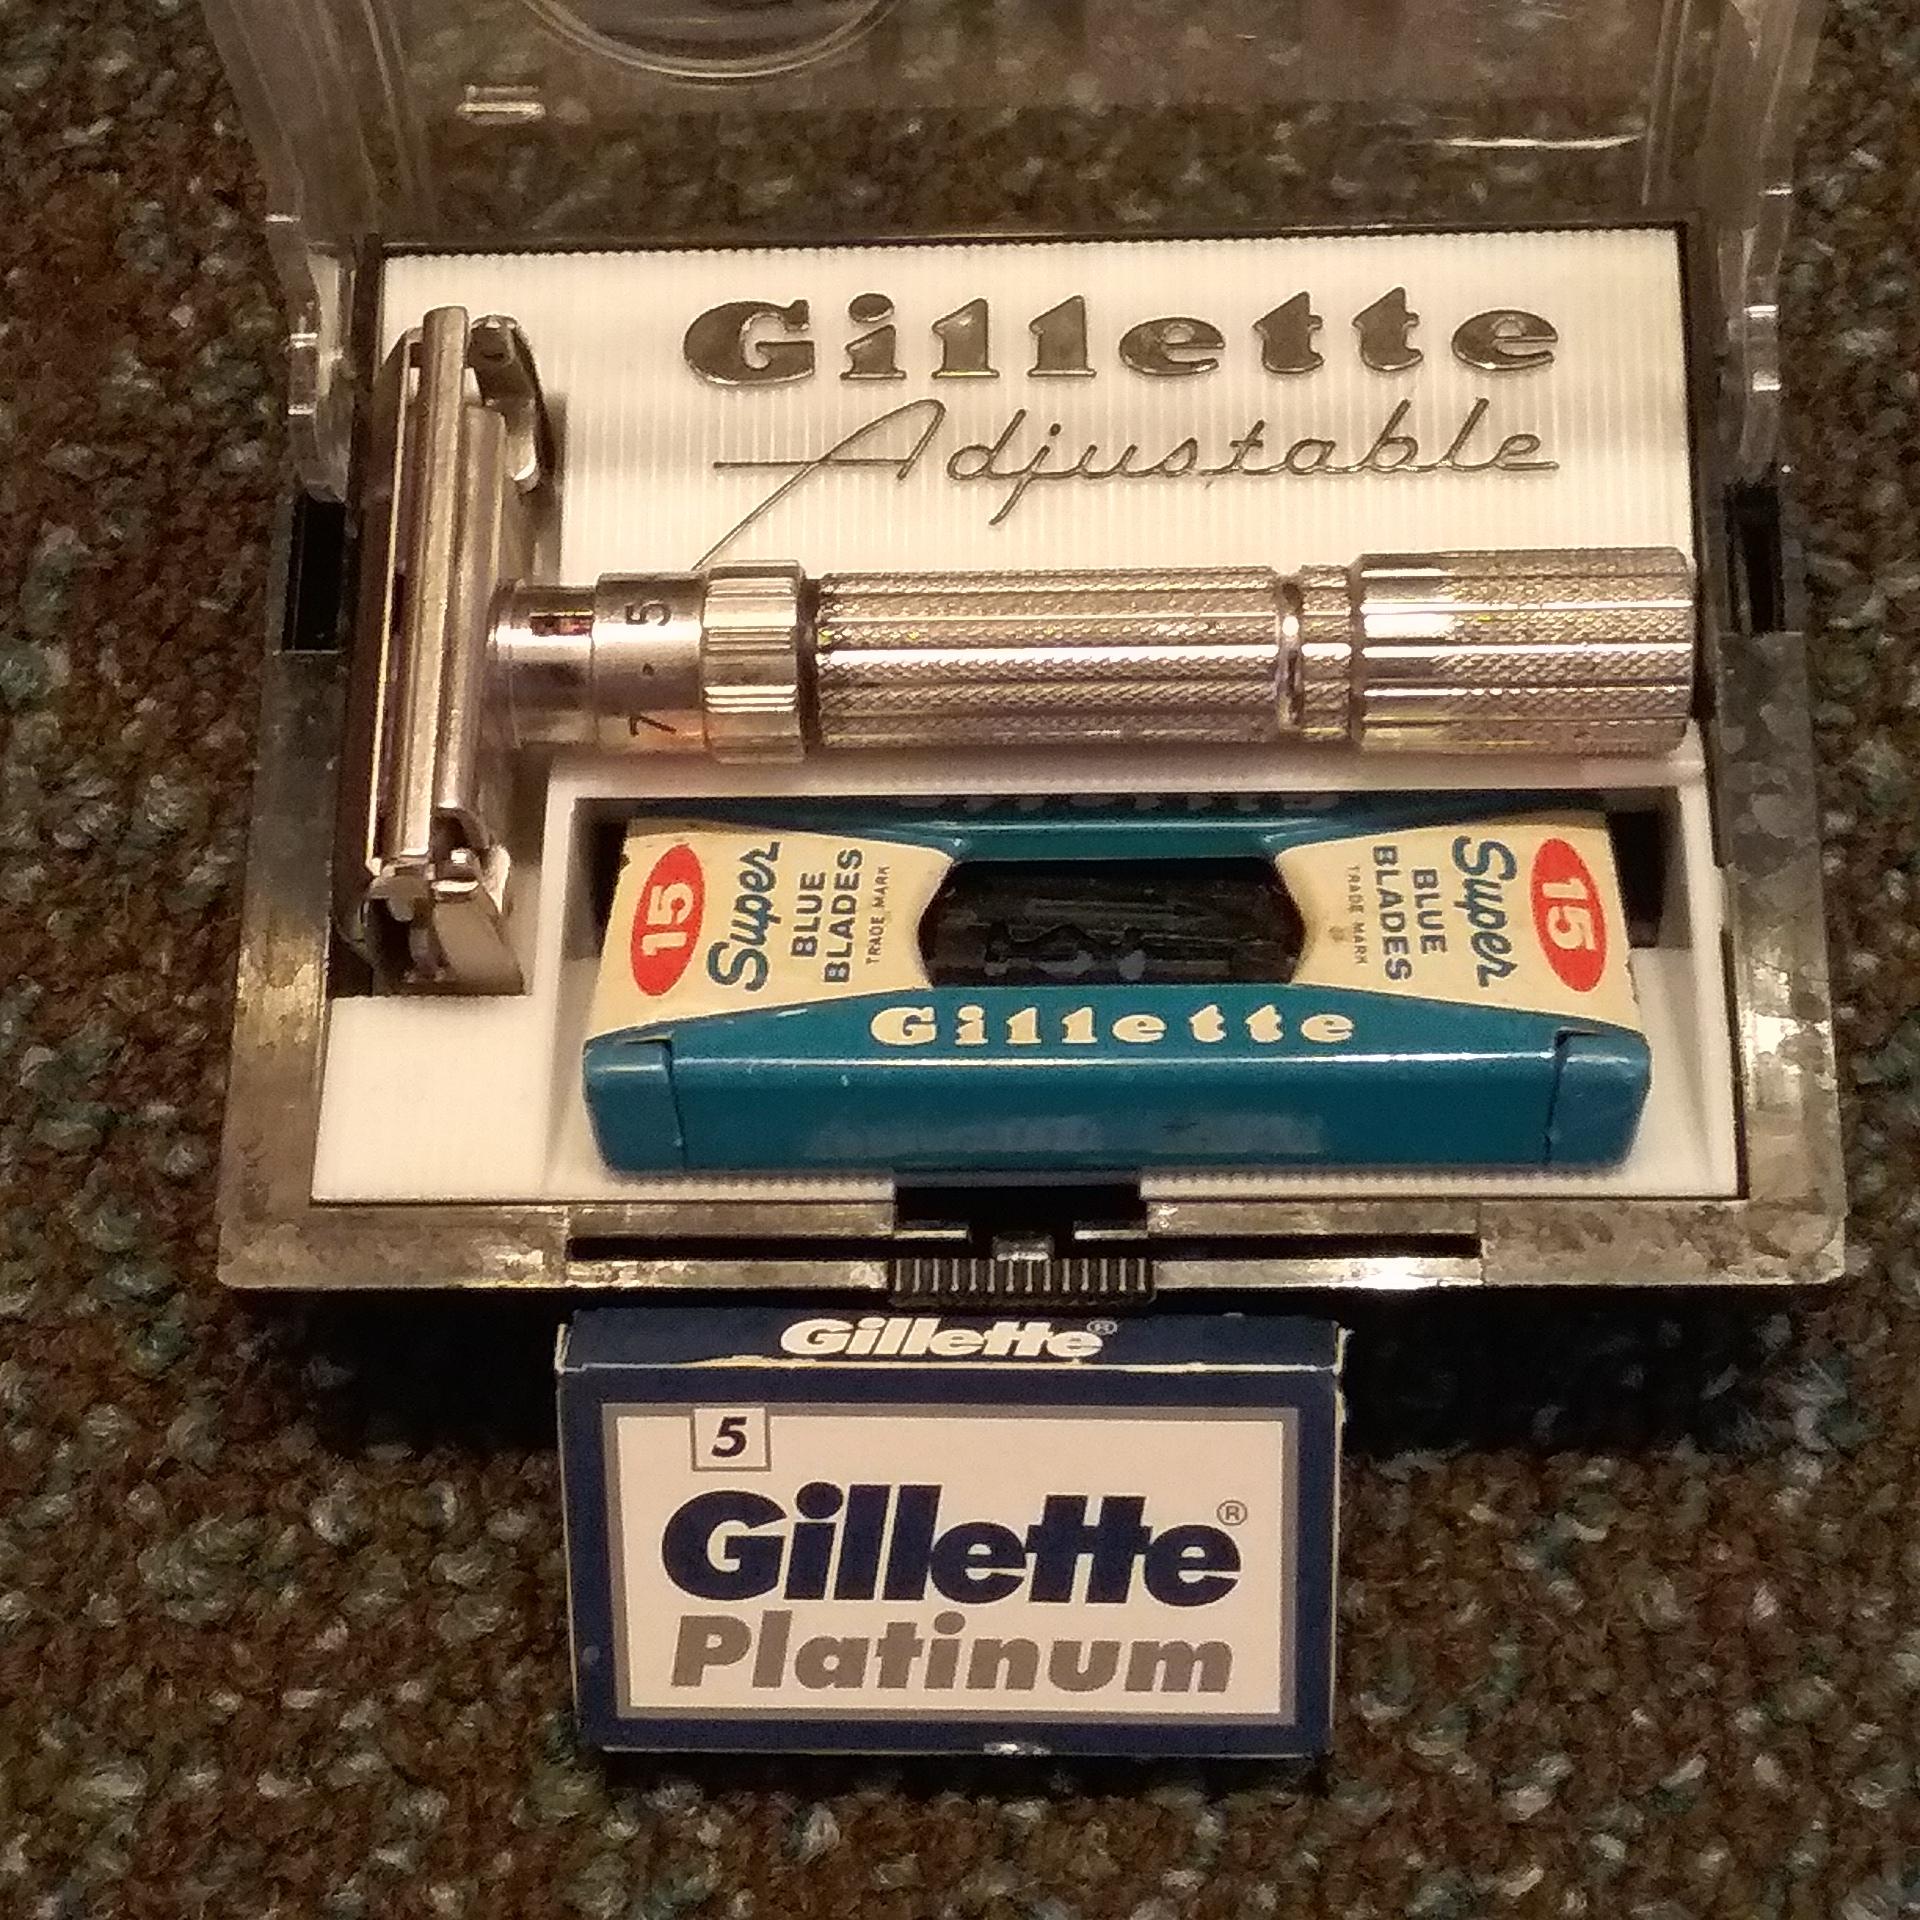 Gillette
Adjustable
5
7
15
Super
BLUE
BLADES
TRADE MARK
15
Super
BLUE
BLADES
TRADE MARK
Gillette
Gillette®
5
Gillette®
Platinum